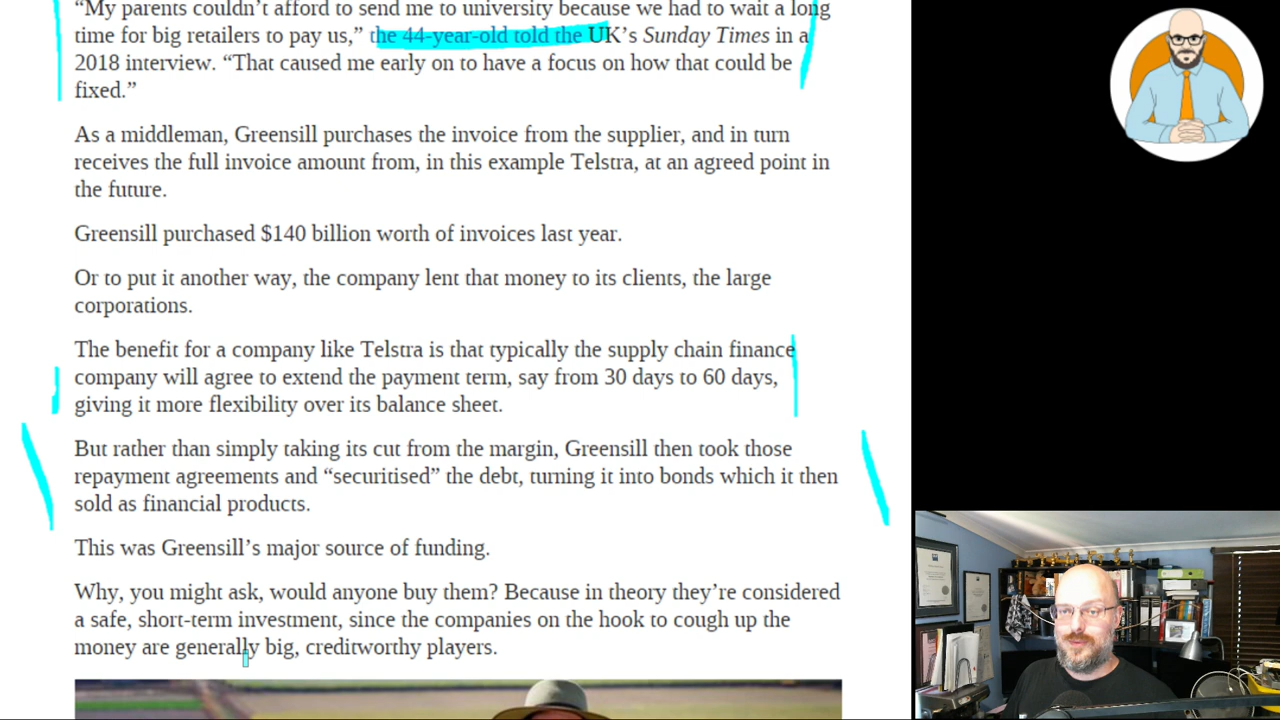 “My parents couldn’t afford to send me to university because we had to wait a long
time for big retailers to pay us,” the 44-year-old told the UK’s Sunday Times in a
2018 interview. “That caused me early on to have a focus on how that could be
fixed.”
As a middleman, Greensill purchases the invoice from the supplier, and in turn
receives the full invoice amount from, in this example Telstra, at an agreed point in
the future.
Greensill purchased $140 billion worth of invoices last year.
Or to put it another way, the company lent that money to its clients, the large
corporations.
The benefit for a company like Telstra is that typically the supply chain finance
company will agree to extend the payment term, say from 30 days to 60 days,
giving it more flexibility over its balance sheet.
But rather than simply taking its cut from the margin, Greensill then took those
repayment agreements and “securitised” the debt, turning it into bonds which it then
sold as financial products.
This was Greensill’s major source of funding.
Why, you might ask, would anyone buy them? Because in theory they’re considered
a safe, short-term investment, since the companies on the hook to cough up the
money are generally big, creditworthy players.